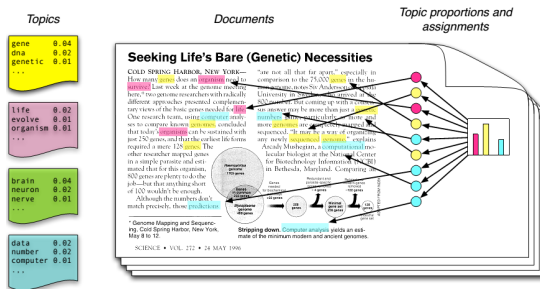 Topics
Documents
Topic proportions and
assignments
gene 0.04
dna 0.02
genetic 0.01
...
life 0.02
evolve 0.01
organism 0.01
...
brain 0.04
neuron 0.02
nerve 0.01
...
data 0.02
number 0.02
computer 0.01
...
Seeking Life's Bare (Genetic) Necessities
COLD SPRING HARBOR, NEW YORK—
How many genes does an organism need to
survive? Last week at the genome meeting
here,* two genome researchers with radically
different approaches presented complemen-
tary views of the basic genes needed for life.
One research team, using computer analy-
ses to compare known genomes, concluded
that today's organisms can be sustained with
just 250 genes, and that the earliest life forms
required a mere 128 genes. The
other researcher mapped genes
in a simple parasite and esti-
mated that for this organism,
800 genes are plenty to do the
job—but that anything short
of 100 wouldn't be enough.
Although the numbers don't
match precisely, those predictions
* Genome Mapping and Sequenc-
ing, Cold Spring Harbor, New York,
May 8 to 12.
"are not all that far apart," especially in
comparison to the 75,000 genes in the hu-
genome, notes Siv Andersson
University in Swed arrived at
800 number. But coming up with a
sus answer may be more than just a
numbers particularly more and
more genomes are mapped and
sequenced. "It may be a way of organizing
any newly sequenced genome," explains
Arcady Mushegian, a computational mo-
lecular biologist at the National Center
for Biotechnology Information
in Bethesda, Maryland. Comparing
Haemophilus
genome
1703 genes
Mycoplasma
genome
469 genes
Stripping down. Computer analysis yields an esti-
mate of the minimum modern and ancient genomes.
SCIENCE • VOL. 272 • 24 MAY 1996